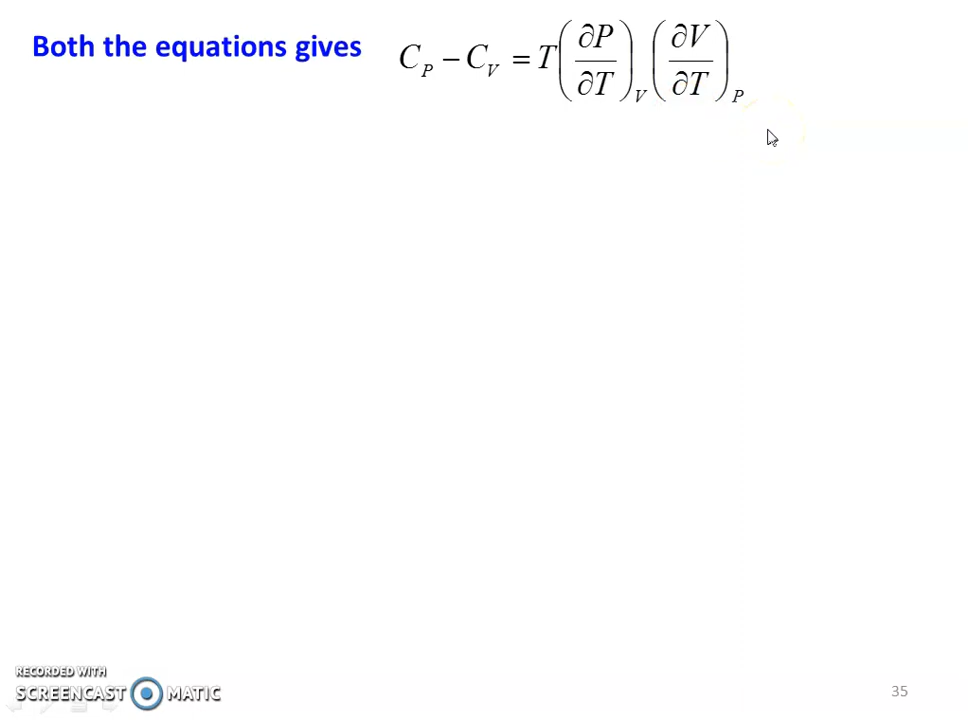 Both the equations gives C_P − C_V = T(∂P/∂T)_V (∂V/∂T)_P
RECORDED WITH
SCREENCAST MATIC
35